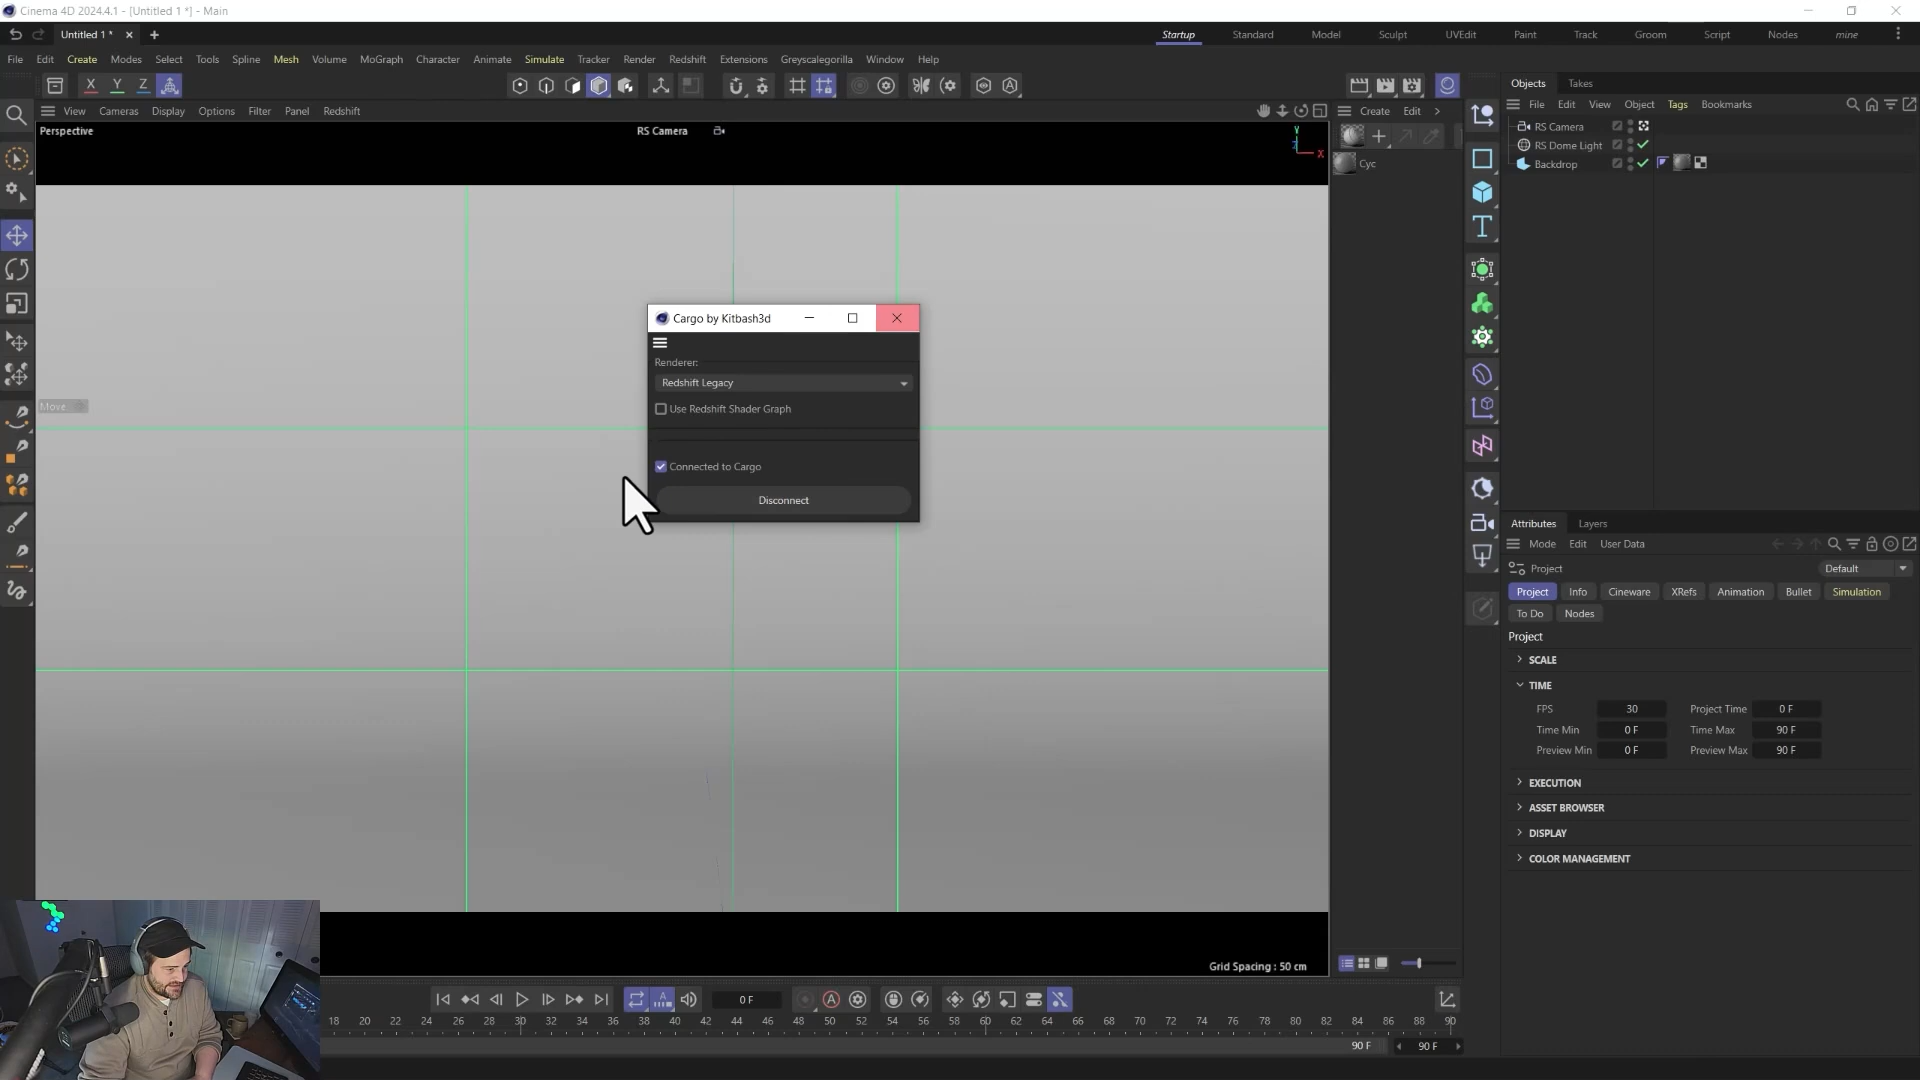 Cinema 4D 2024.4.1 - [Untitled 1 *] - Main
Untitled 1 *
Startup Standard Model Sculpt UVEdit Paint Track Groom Script Nodes mine
File Edit Create Modes Select Tools Spline Mesh Volume MoGraph Character Animate Simulate Tracker Render Redshift Extensions Greyscalegorilla Window Help
X Y Z
View Cameras Display Options Filter Panel Redshift
Perspective
RS Camera
Y
Z
X
Move
Cargo by Kitbash3d
Renderer:
Redshift Legacy
Use Redshift Shader Graph
Connected to Cargo
Disconnect
Grid Spacing : 50 cm
Create Edit
Cyc
Objects Takes
File Edit View Object Tags Bookmarks
RS Camera
RS Dome Light
Backdrop
Attributes Layers
Mode Edit User Data
Project
Default
Project Info Cineware XRefs Animation Bullet Simulation
To Do Nodes
Project
SCALE
TIME
FPS 30 Project Time 0 F
Time Min 0 F Time Max 90 F
Preview Min 0 F Preview Max 90 F
EXECUTION
ASSET BROWSER
DISPLAY
COLOR MANAGEMENT
0 F
18 20 22 24 26 28 30 32 34 36 38 40 42 44 46 48 50 52 54 56 58 60 62 64 66 68 70 72 74 76 78 80 82 84 86 88 90
90 F 90 F